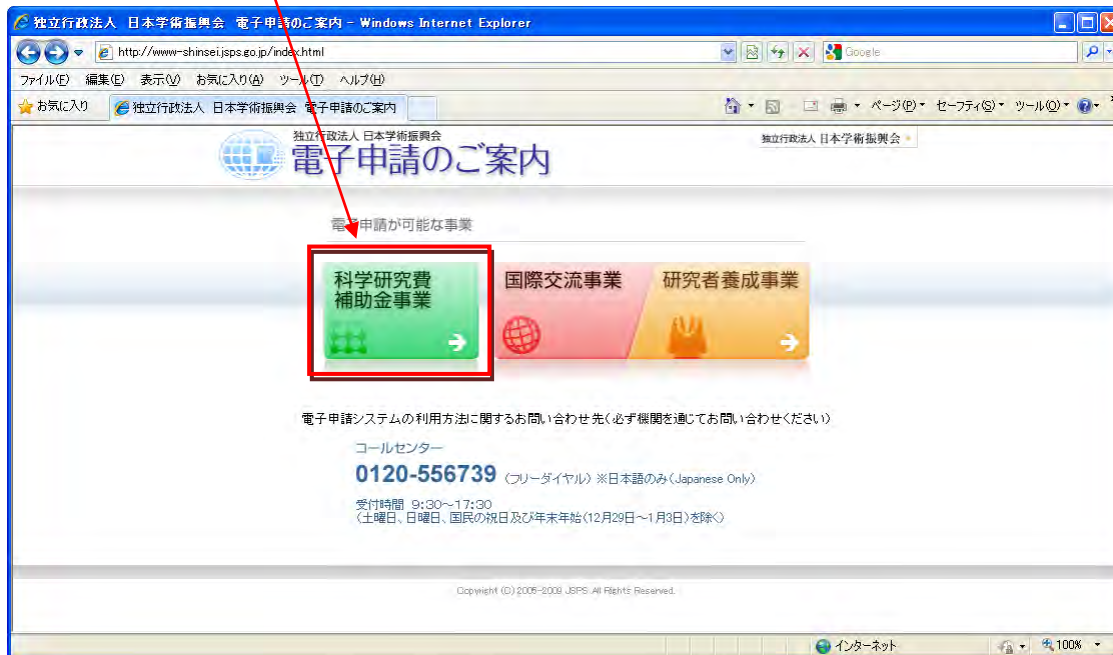 独立行政法人 日本学術振興会 電子申請のご案内 - Windows Internet Explorer
http://www-shinsei.jsps.go.jp/index.html
Google
ファイル(F) 編集(E) 表示(V) お気に入り(A) ツール(T) ヘルプ(H)
お気に入り 独立行政法人 日本学術振興会 電子申請のご案内 ページ(P) セーフティ(S) ツール(O)
独立行政法人 日本学術振興会
電子申請のご案内
独立行政法人 日本学術振興会
電子申請が可能な事業
科学研究費
補助金事業
国際交流事業
研究者養成事業
電子申請システムの利用方法に関するお問い合わせ先(必ず機関を通じてお問い合わせください)
コールセンター
0120-556739 (フリーダイヤル) ※日本語のみ(Japanese Only)
受付時間 9:30~17:30
(土曜日、日曜日、国民の祝日及び年末年始(12月29日~1月3日)を除く)
Copyright (C) 2005-2009 JSPS All Rights Reserved.
インターネット 100%